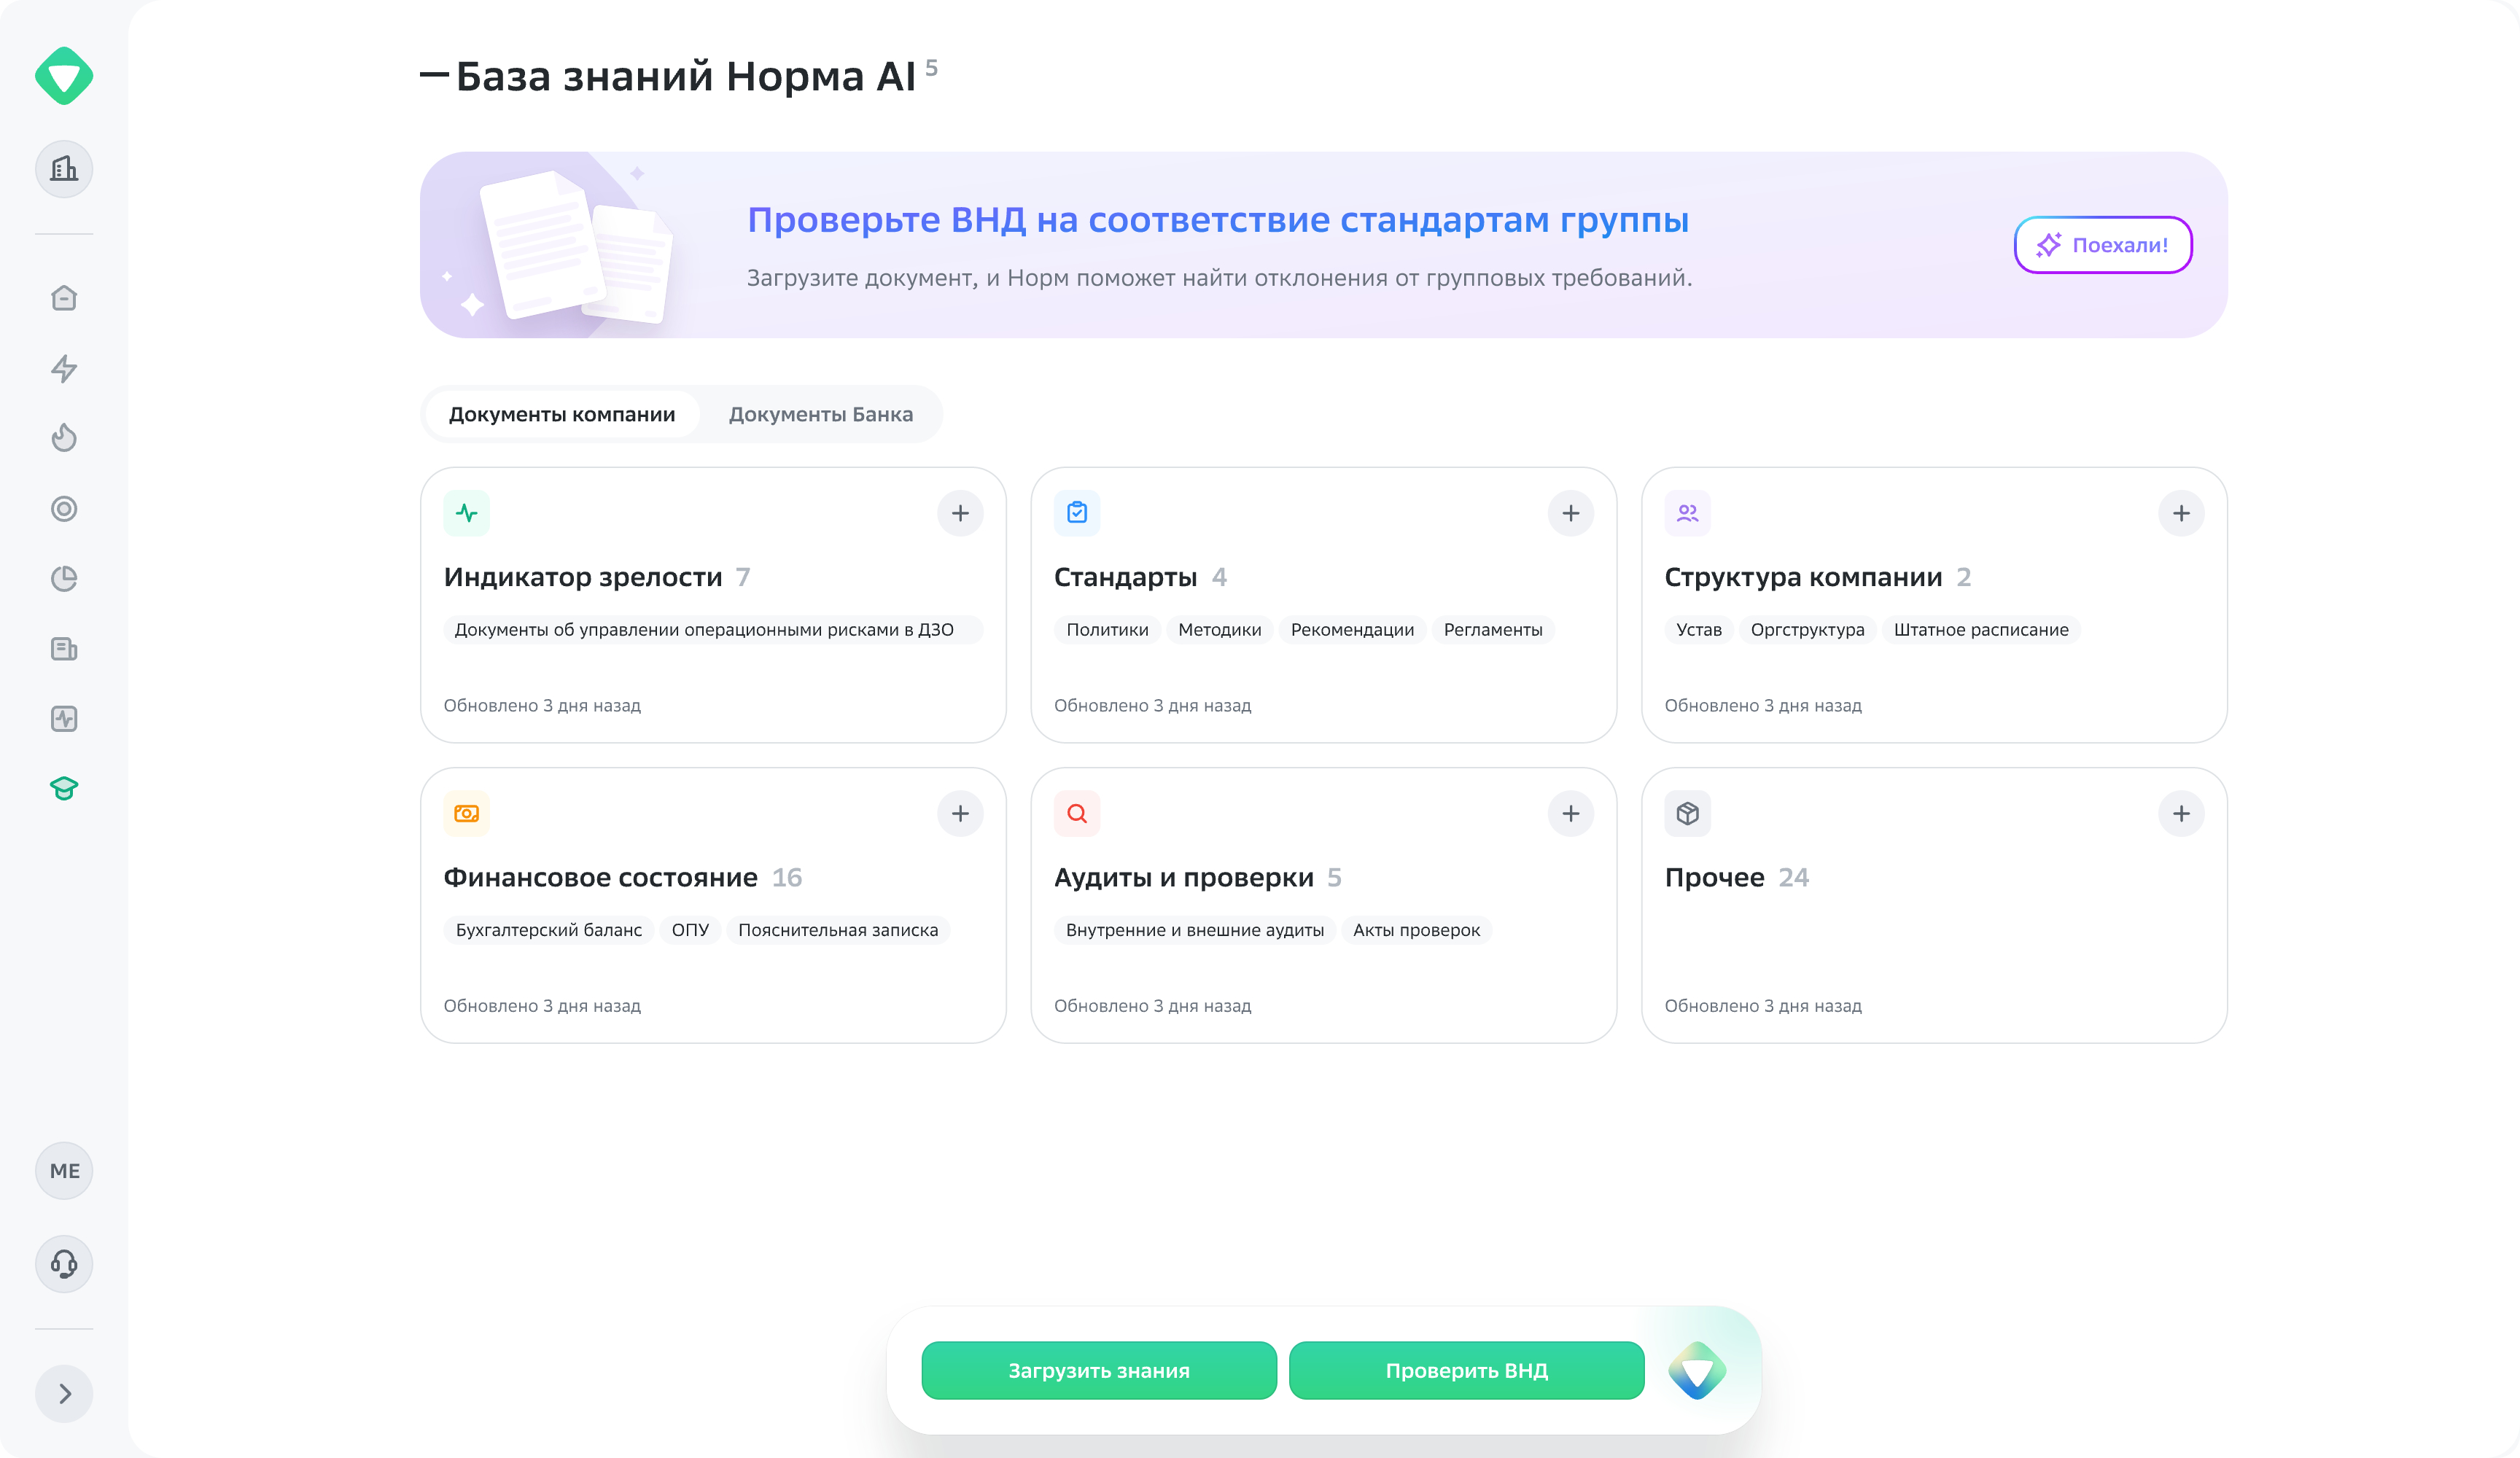 База знаний Норма AI 5
Проверьте ВНД на соответствие стандартам группы
Загрузите документ, и Норм поможет найти отклонения от групповых требований.
Поехали!
Документы компании
Документы Банка
Индикатор зрелости 7
Документы об управлении операционными рисками в ДЗО
Обновлено 3 дня назад
Стандарты 4
Политики Методики Рекомендации Регламенты
Обновлено 3 дня назад
Структура компании 2
Устав Оргструктура Штатное расписание
Обновлено 3 дня назад
Финансовое состояние 16
Бухгалтерский баланс ОПУ Пояснительная записка
Обновлено 3 дня назад
Аудиты и проверки 5
Внутренние и внешние аудиты Акты проверок
Обновлено 3 дня назад
Прочее 24
Обновлено 3 дня назад
ME
Загрузить знания
Проверить ВНД